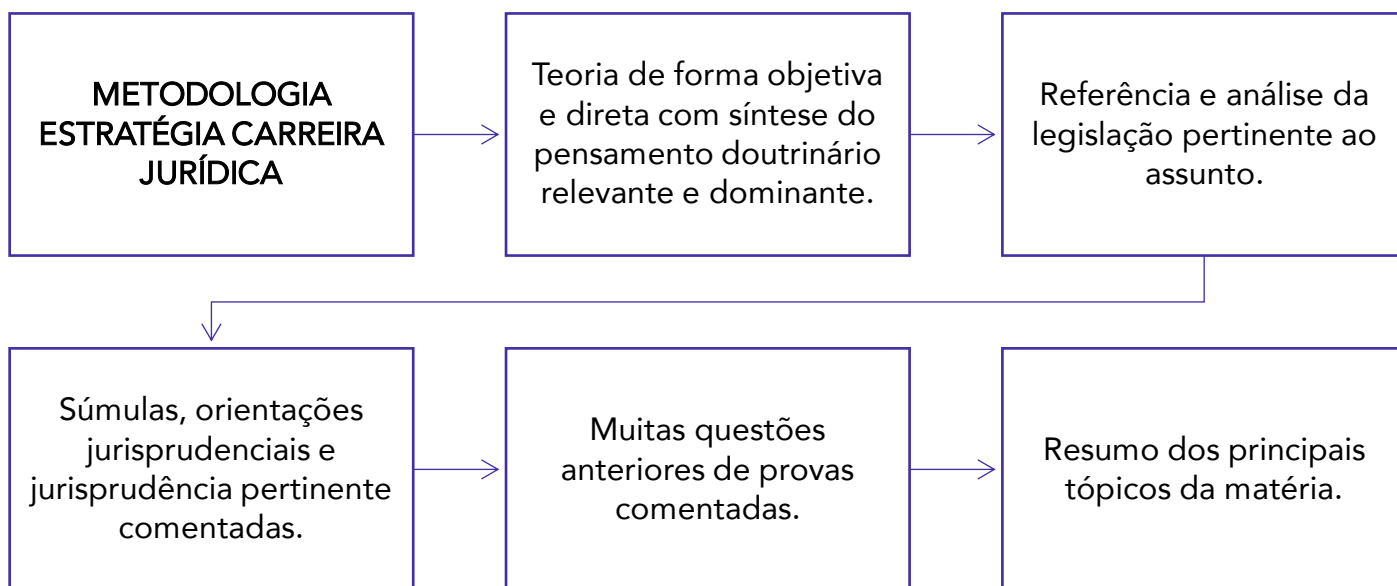 METODOLOGIA
ESTRATÉGIA CARREIRA
JURÍDICA
Teoria de forma objetiva
e direta com síntese do
pensamento doutrinário
relevante e dominante.
Referência e análise da
legislação pertinente ao
assunto.
Súmulas, orientações
jurisprudenciais e
jurisprudência pertinente
comentadas.
Muitas questões
anteriores de provas
comentadas.
Resumo dos principais
tópicos da matéria.